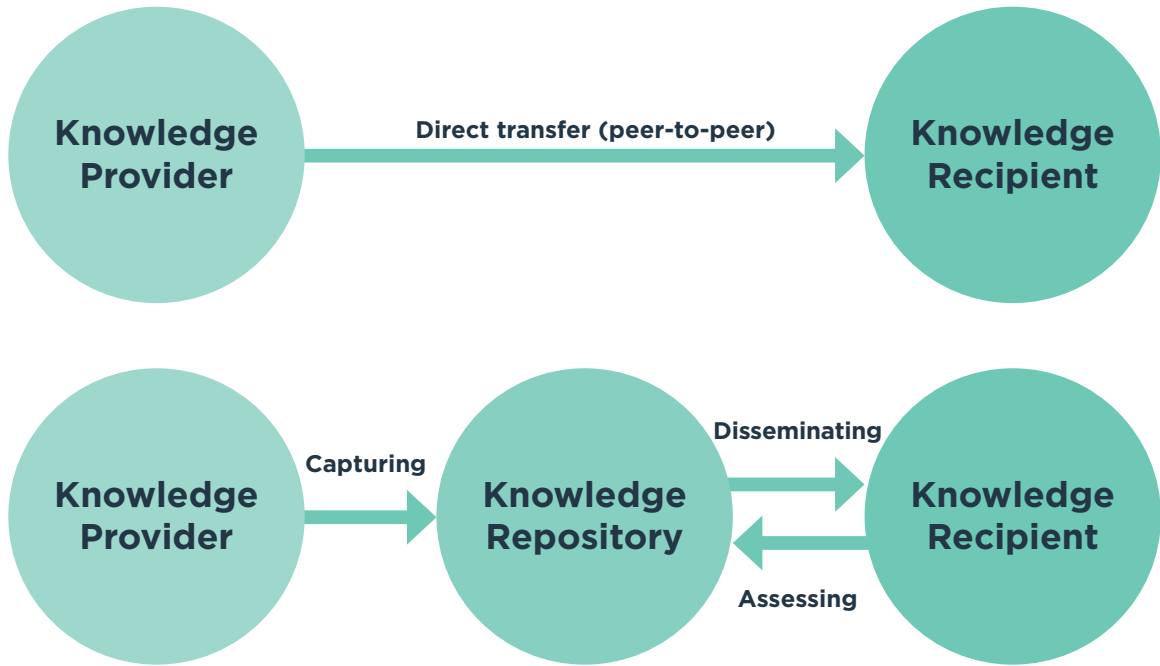 Knowledge
Provider
Direct transfer (peer-to-peer)
Knowledge
Recipient
Knowledge
Provider
Capturing
Knowledge
Repository
Disseminating
Assessing
Knowledge
Recipient